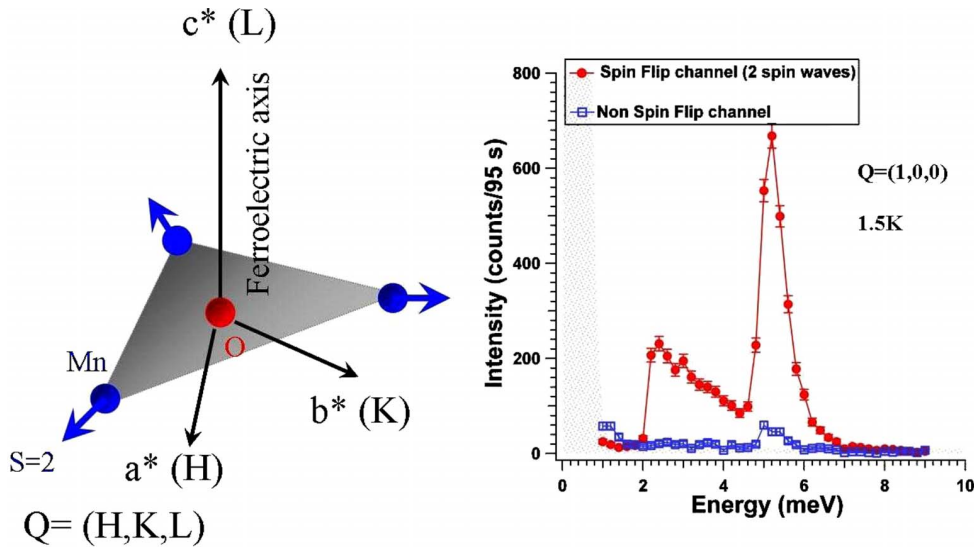 c* (L)
Ferroelectric axis
Mn
O
b* (K)
S=2
a* (H)
Q= (H,K,L)
800
600
400
200
0
Intensity (counts/95 s)
Spin Flip channel (2 spin waves)
Non Spin Flip channel
Q=(1,0,0)
1.5K
0 2 4 6 8 10
Energy (meV)